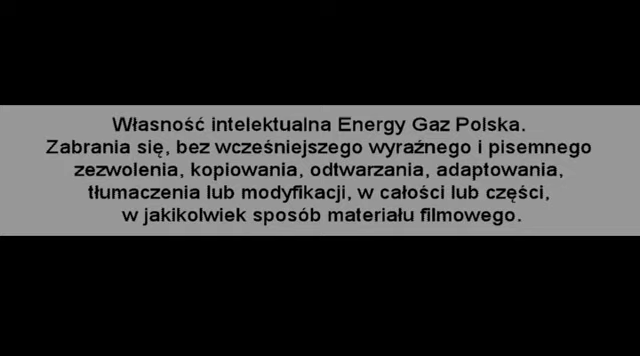 Własność intelektualna Energy Gaz Polska.
Zabrania się, bez wcześniejszego wyraźnego i pisemnego
zezwolenia, kopiowania, odtwarzania, adaptowania,
tłumaczenia lub modyfikacji, w całości lub części,
w jakikolwiek sposób materiału filmowego.